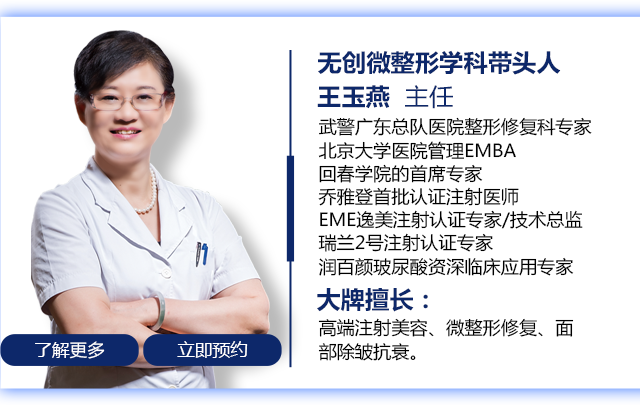 无创微整形学科带头人
王玉燕 主任
武警广东总队医院整形修复科专家
北京大学医院管理EMBA
回春学院的首席专家
乔雅登首批认证注射医师
EME逸美注射认证专家/技术总监
瑞兰2号注射认证专家
润百颜玻尿酸资深临床应用专家
大牌擅长：
高端注射美容、微整形修复、面
部除皱抗衰。
了解更多
立即预约